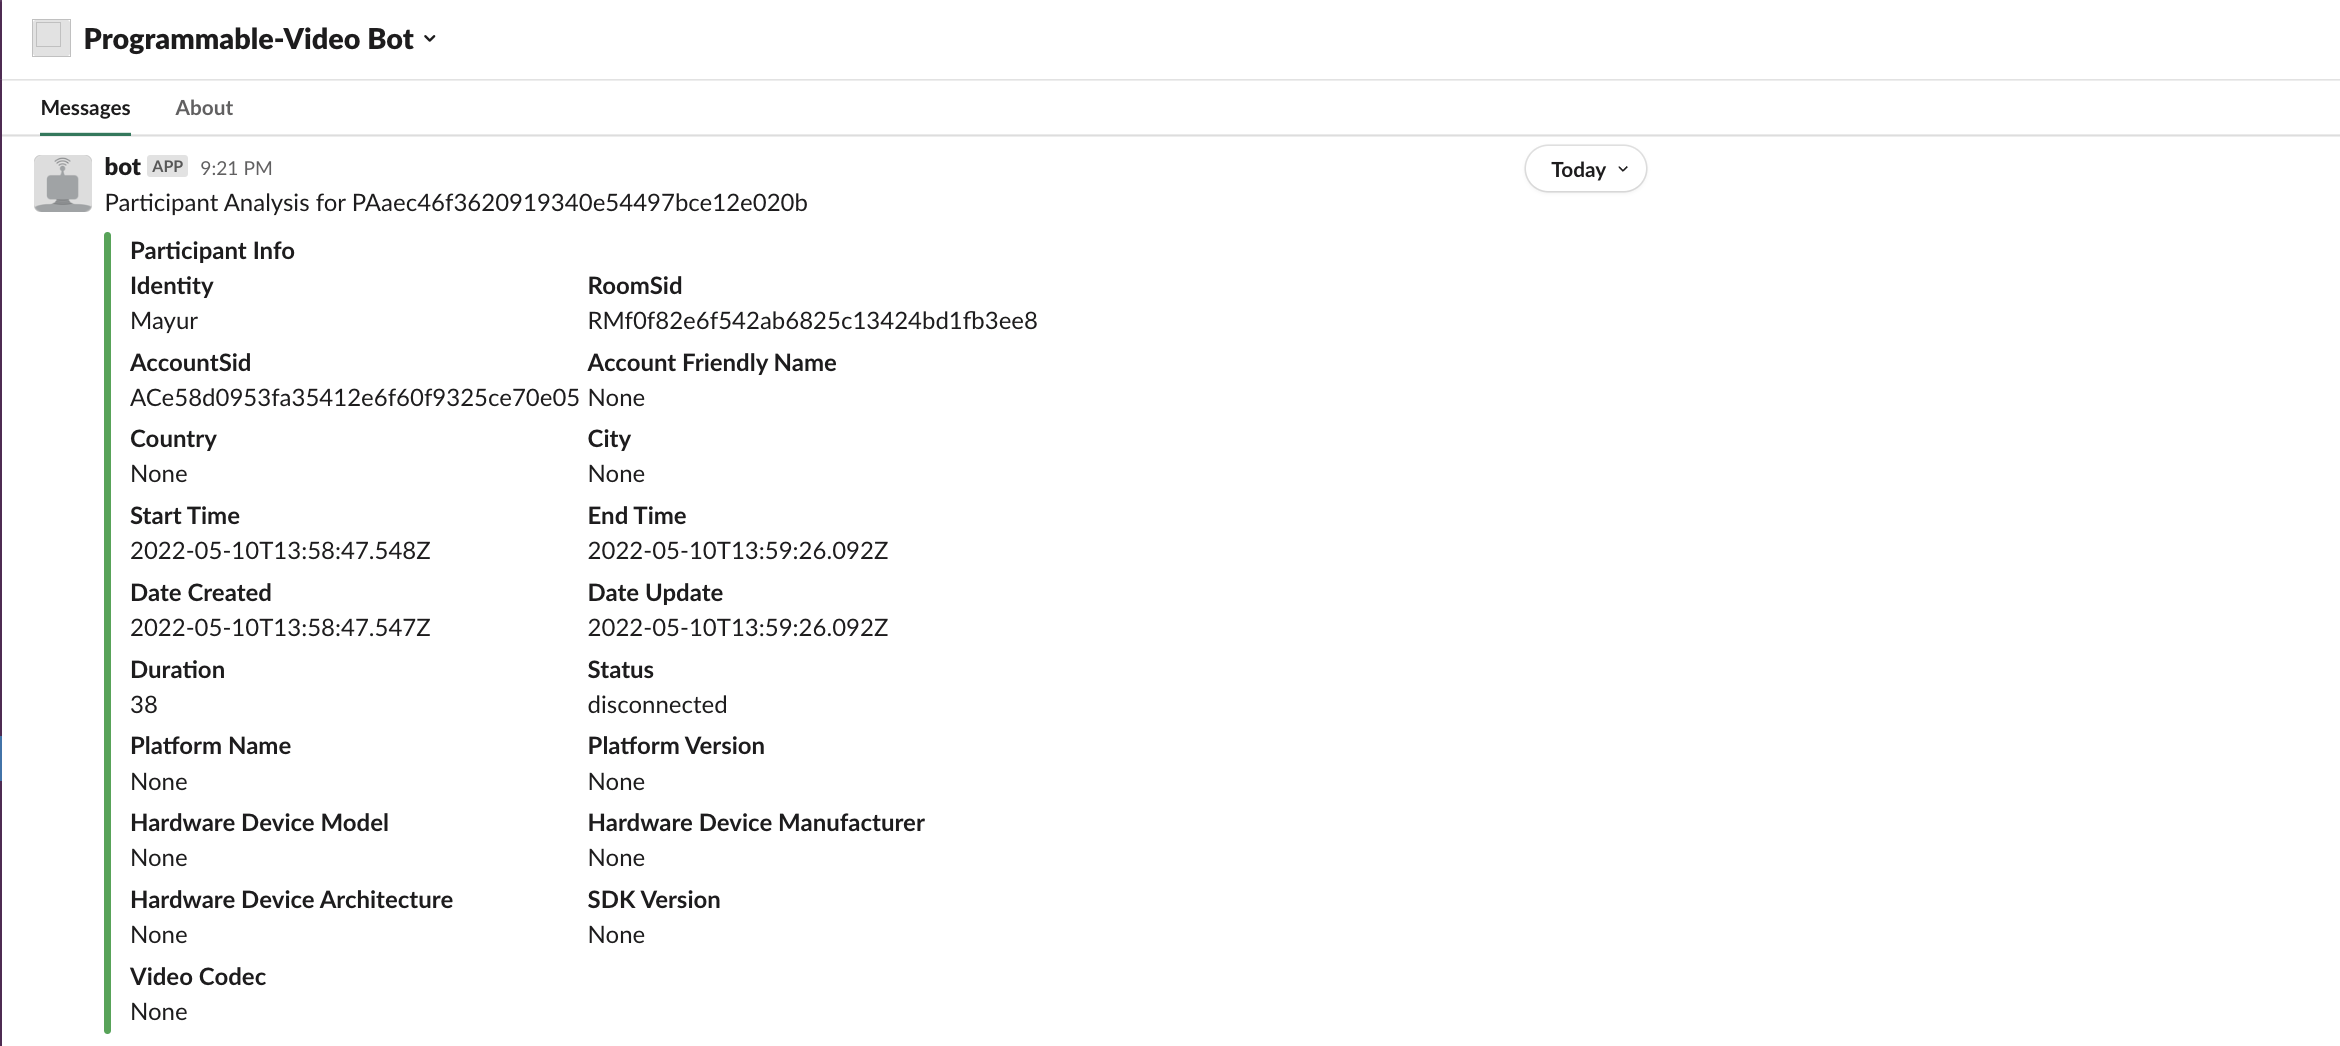 Programmable-Video Bot
Messages About
bot APP 9:21 PM
Today
Participant Analysis for PAaec46f3620919340e54497bce12e020b
Participant Info
Identity RoomSid
Mayur RMf0f82e6f542ab6825c13424bd1fb3ee8
AccountSid Account Friendly Name
ACe58d0953fa35412e6f60f9325ce70e05 None
Country City
None None
Start Time End Time
2022-05-10T13:58:47.548Z 2022-05-10T13:59:26.092Z
Date Created Date Update
2022-05-10T13:58:47.547Z 2022-05-10T13:59:26.092Z
Duration Status
38 disconnected
Platform Name Platform Version
None None
Hardware Device Model Hardware Device Manufacturer
None None
Hardware Device Architecture SDK Version
None None
Video Codec
None